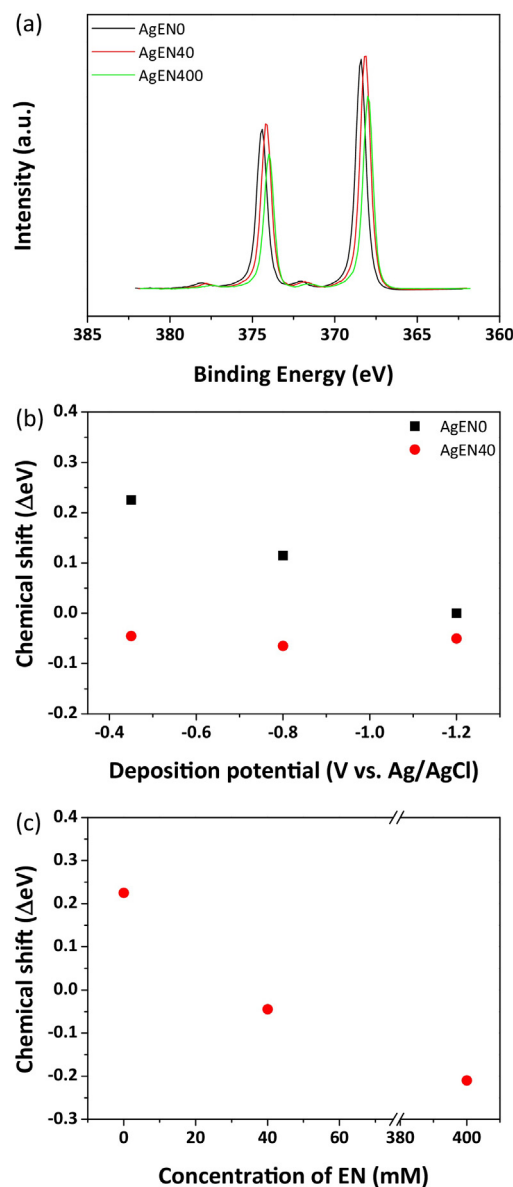 (a)
AgEN0
AgEN40
AgEN400
Intensity (a.u.)
385 380 375 370 365 360
Binding Energy (eV)
(b)
0.4
0.3
0.2
0.1
0.0
-0.1
-0.2
AgEN0
AgEN40
Chemical shift (ΔeV)
-0.4 -0.6 -0.8 -1.0 -1.2
Deposition potential (V vs. Ag/AgCl)
(c)
0.4
0.3
0.2
0.1
0.0
-0.1
-0.2
-0.3
Chemical shift (ΔeV)
0 20 40 60 380 400
Concentration of EN (mM)